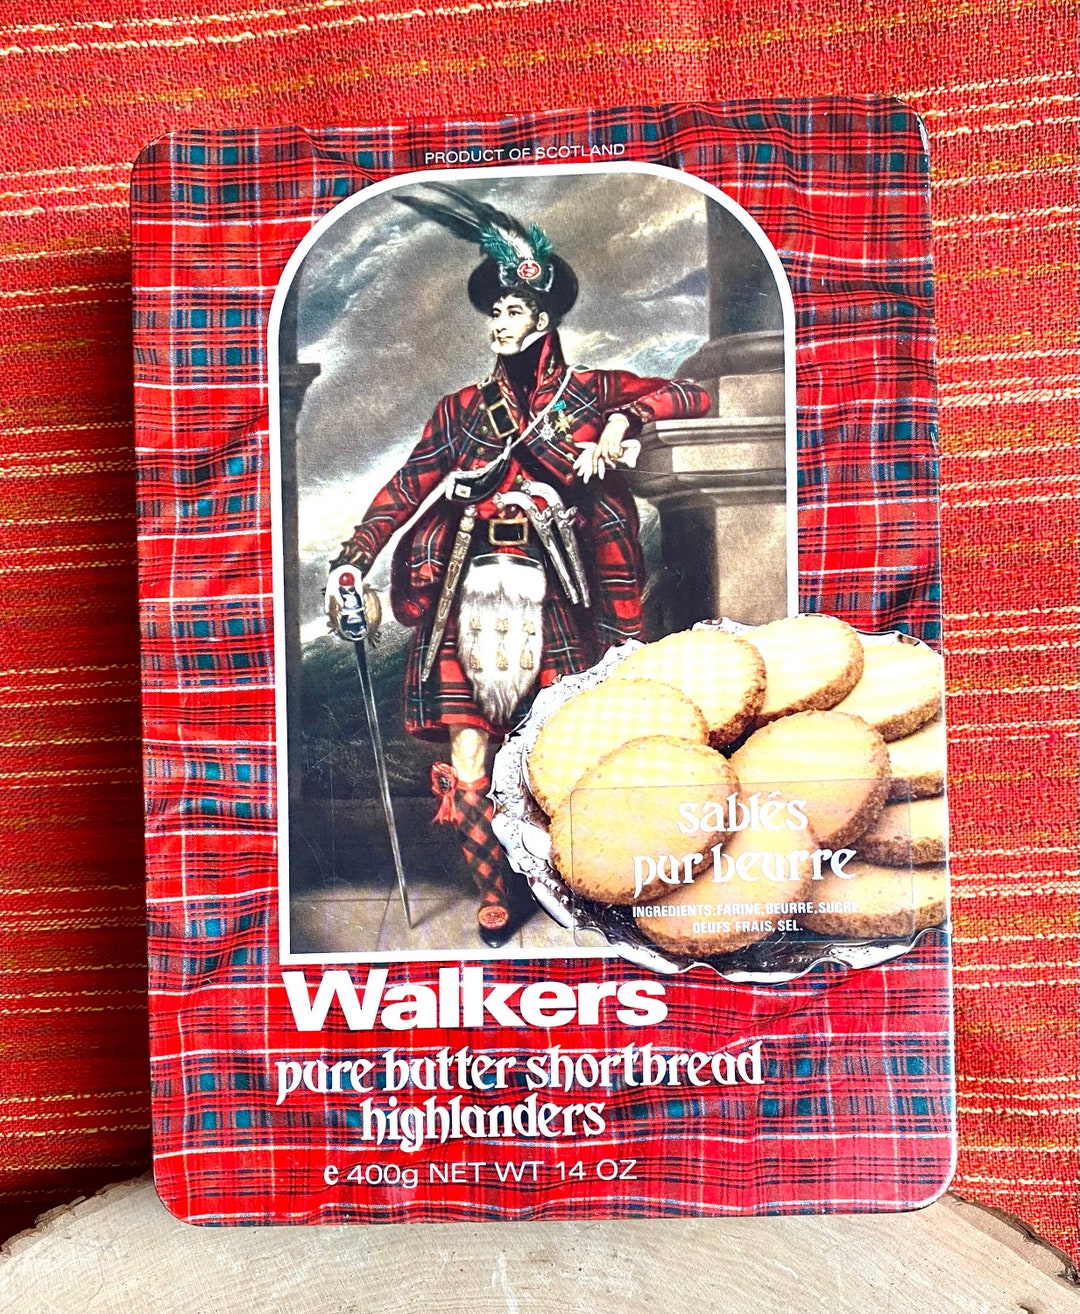 PRODUCT OF SCOTLAND
sablés
pur beurre
INGREDIENTS: FARINE, BEURRE, SUCRE,
OEUFS FRAIS, SEL.
Walkers
pure butter shortbread
highlanders
e 400g NET WT 14 OZ